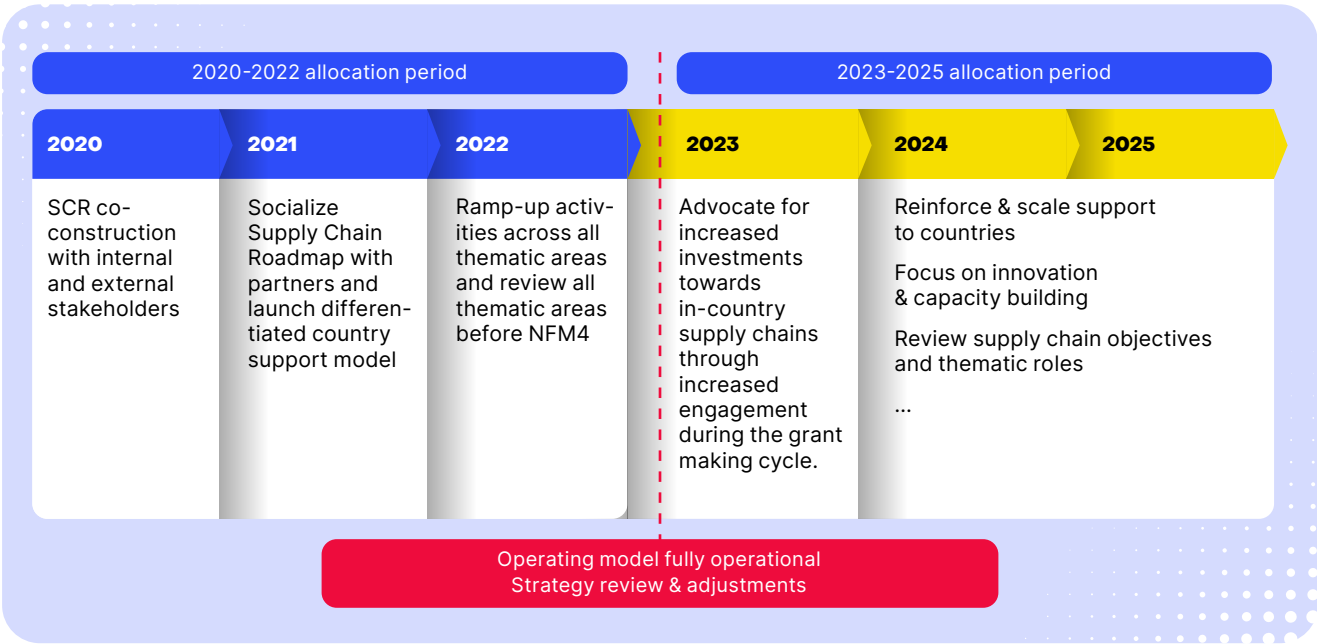 2020-2022 allocation period
2023-2025 allocation period
2020
2021
2022
2023
2024
2025
SCR co-
construction
with internal
and external
stakeholders
Socialize
Supply Chain
Roadmap with
partners and
launch differen-
tiated country
support model
Ramp-up activ-
ities across all
thematic areas
and review all
thematic areas
before NFM4
Advocate for
increased
investments
towards
in-country
supply chains
through
increased
engagement
during the grant
making cycle.
Reinforce & scale support
to countries
Focus on innovation
& capacity building
Review supply chain objectives
and thematic roles
...
Operating model fully operational
Strategy review & adjustments